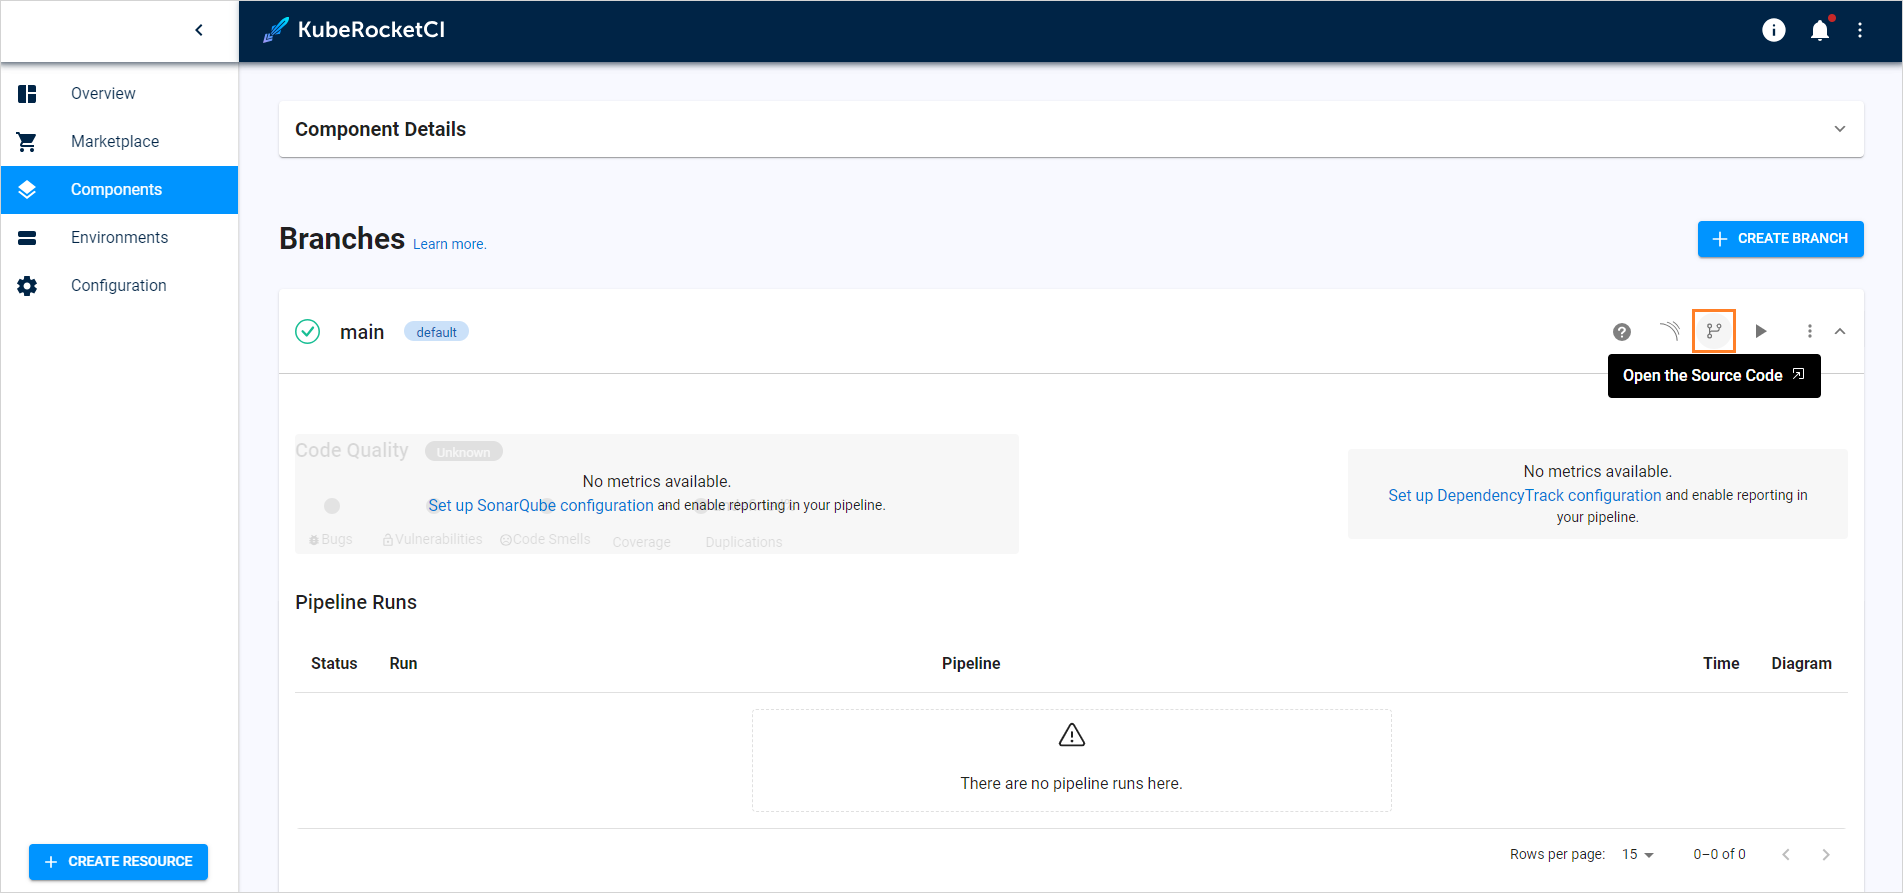 KubeRocketCI
Overview
Marketplace
Components
Environments
Configuration
CREATE RESOURCE
Component Details
Branches Learn more.
CREATE BRANCH
main default
Open the Source Code
Code Quality Unknown
No metrics available.
Set up SonarQube configuration and enable reporting in your pipeline.
Bugs Vulnerabilities Code Smells Coverage Duplications
No metrics available.
Set up DependencyTrack configuration and enable reporting in
your pipeline.
Pipeline Runs
Status Run Pipeline Time Diagram
There are no pipeline runs here.
Rows per page: 15 0–0 of 0